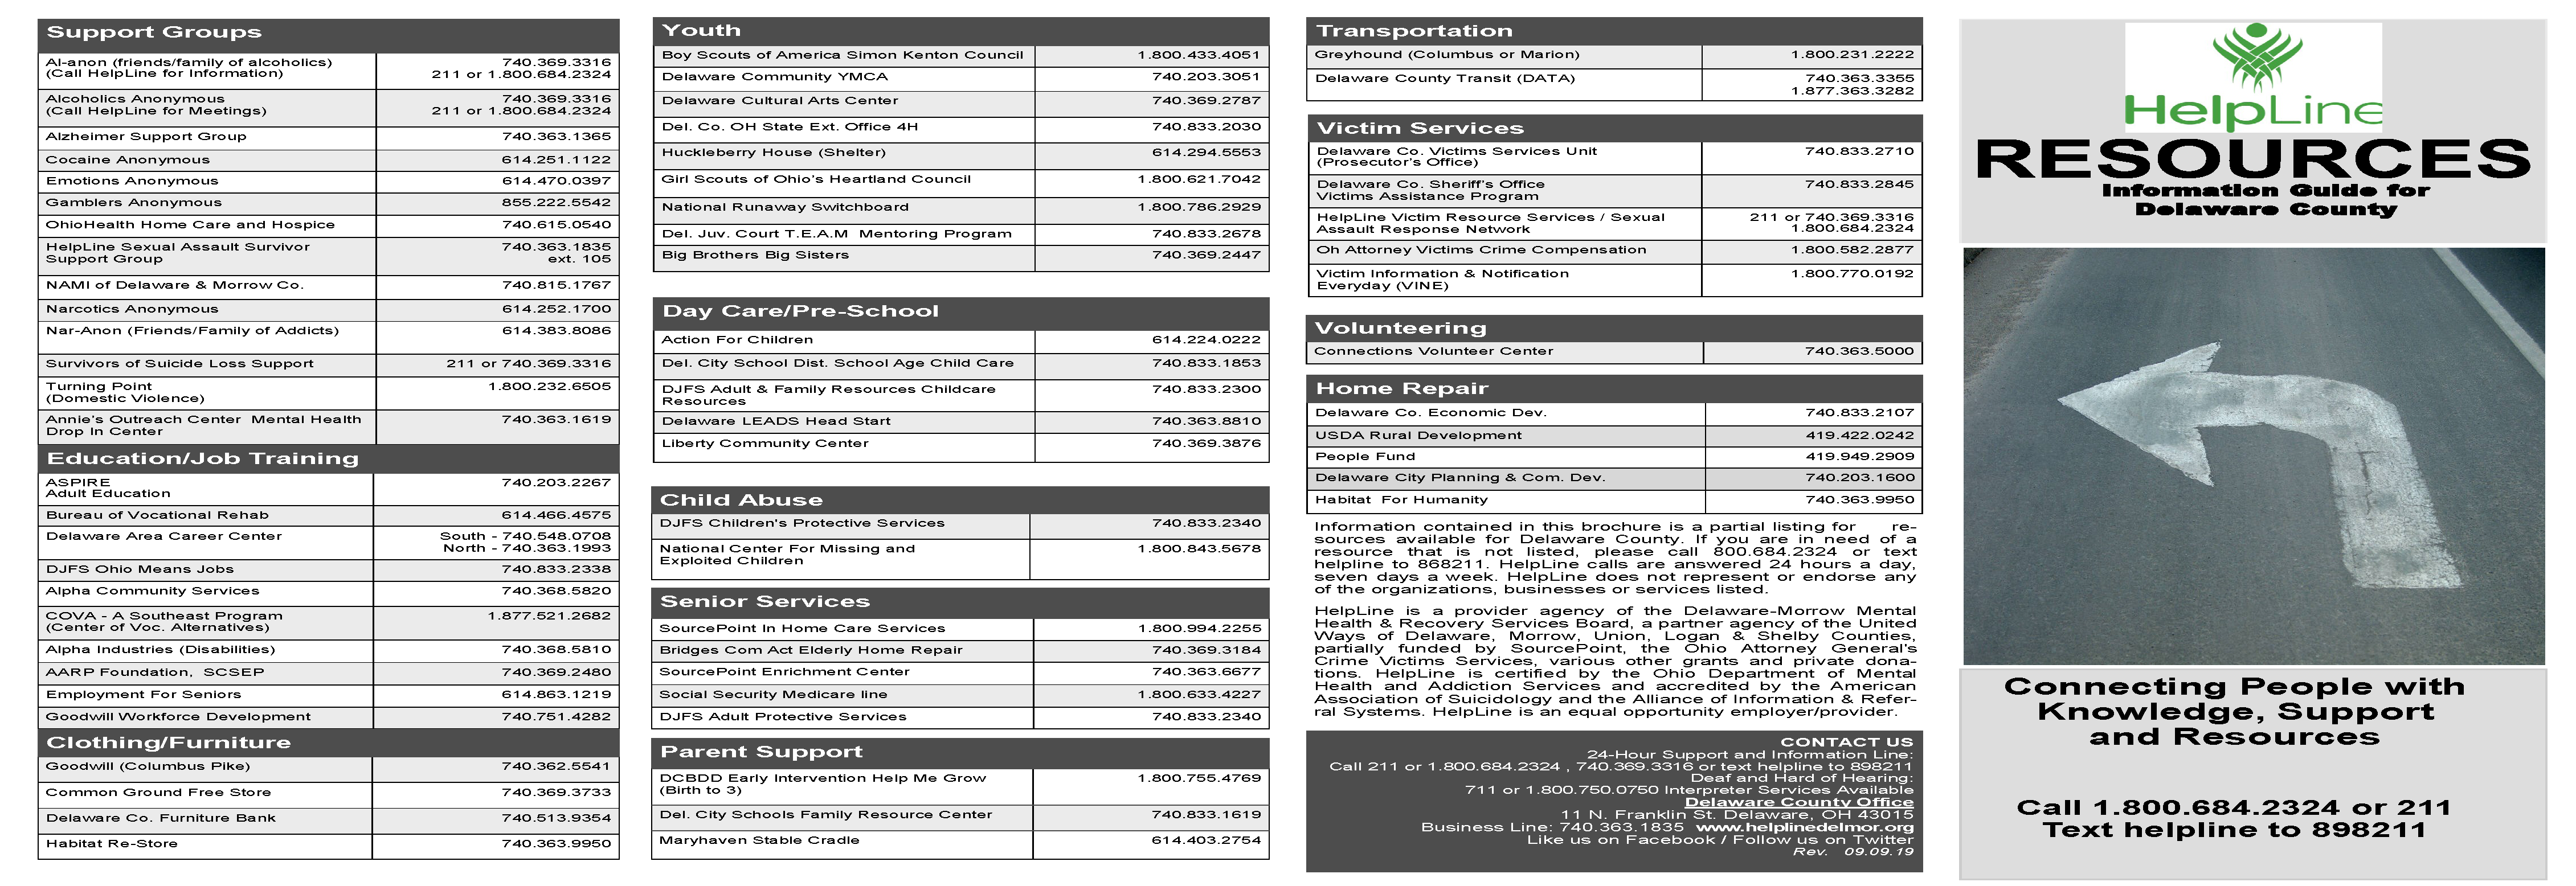 Support Groups
Al-anon (friends/family of alcoholics) 740.369.3316
(Call HelpLine for Information) 211 or 1.800.684.2324
Alcoholics Anonymous 740.369.3316
(Call HelpLine for Meetings) 211 or 1.800.684.2324
Alzheimer Support Group 740.363.1365
Cocaine Anonymous 614.251.1122
Emotions Anonymous 614.470.0397
Gamblers Anonymous 855.222.5542
OhioHealth Home Care and Hospice 740.615.0540
HelpLine Sexual Assault Survivor 740.363.1835
Support Group ext. 105
NAMI of Delaware & Morrow Co. 740.815.1767
Narcotics Anonymous 614.252.1700
Nar-Anon (Friends/Family of Addicts) 614.383.8086
Survivors of Suicide Loss Support 211 or 740.369.3316
Turning Point 1.800.232.6505
(Domestic Violence)
Annie's Outreach Center Mental Health 740.363.1619
Drop In Center
Education/Job Training
ASPIRE 740.203.2267
Adult Education
Bureau of Vocational Rehab 614.466.4575
Delaware Area Career Center South - 740.548.0708
North - 740.363.1993
DJFS Ohio Means Jobs 740.833.2338
Alpha Community Services 740.368.5820
COVA - A Southeast Program 1.877.521.2682
(Center of Voc. Alternatives)
Alpha Industries (Disabilities) 740.368.5810
AARP Foundation, SCSEP 740.369.2480
Employment For Seniors 614.863.1219
Goodwill Workforce Development 740.751.4282
Clothing/Furniture
Goodwill (Columbus Pike) 740.362.5541
Common Ground Free Store 740.369.3733
Delaware Co. Furniture Bank 740.513.9354
Habitat Re-Store 740.363.9950
Youth
Boy Scouts of America Simon Kenton Council 1.800.433.4051
Delaware Community YMCA 740.203.3051
Delaware Cultural Arts Center 740.369.2787
Del. Co. OH State Ext. Office 4H 740.833.2030
Huckleberry House (Shelter) 614.294.5553
Girl Scouts of Ohio's Heartland Council 1.800.621.7042
National Runaway Switchboard 1.800.786.2929
Del. Juv. Court T.E.A.M Mentoring Program 740.833.2678
Big Brothers Big Sisters 740.369.2447
Day Care/Pre-School
Action For Children 614.224.0222
Del. City School Dist. School Age Child Care 740.833.1853
DJFS Adult & Family Resources Childcare 740.833.2300
Resources
Delaware LEADS Head Start 740.363.8810
Liberty Community Center 740.369.3876
Child Abuse
DJFS Children's Protective Services 740.833.2340
National Center For Missing and 1.800.843.5678
Exploited Children
Senior Services
SourcePoint In Home Care Services 1.800.994.2255
Bridges Com Act Elderly Home Repair 740.369.3184
SourcePoint Enrichment Center 740.363.6677
Social Security Medicare line 1.800.633.4227
DJFS Adult Protective Services 740.833.2340
Parent Support
DCBDD Early Intervention Help Me Grow 1.800.755.4769
(Birth to 3)
Del. City Schools Family Resource Center 740.833.1619
Maryhaven Stable Cradle 614.403.2754
Transportation
Greyhound (Columbus or Marion) 1.800.231.2222
Delaware County Transit (DATA) 740.363.3355
1.877.363.3282
Victim Services
Delaware Co. Victims Services Unit 740.833.2710
(Prosecutor's Office)
Delaware Co. Sheriff's Office 740.833.2845
Victims Assistance Program
HelpLine Victim Resource Services / Sexual 211 or 740.369.3316
Assault Response Network 1.800.684.2324
Oh Attorney Victims Crime Compensation 1.800.582.2877
Victim Information & Notification 1.800.770.0192
Everyday (VINE)
Volunteering
Connections Volunteer Center 740.363.5000
Home Repair
Delaware Co. Economic Dev. 740.833.2107
USDA Rural Development 419.422.0242
People Fund 419.949.2909
Delaware City Planning & Com. Dev. 740.203.1600
Habitat For Humanity 740.363.9950
Information contained in this brochure is a partial listing for re-
sources available for Delaware County. If you are in need of a
resource that is not listed, please call 800.684.2324 or text
helpline to 868211. HelpLine calls are answered 24 hours a day,
seven days a week. HelpLine does not represent or endorse any
of the organizations, businesses or services listed.
HelpLine is a provider agency of the Delaware-Morrow Mental
Health & Recovery Services Board, a partner agency of the United
Ways of Delaware, Morrow, Union, Logan & Shelby Counties,
partially funded by SourcePoint, the Ohio Attorney General's
Crime Victims Services, various other grants and private dona-
tions. HelpLine is certified by the Ohio Department of Mental
Health and Addiction Services and accredited by the American
Association of Suicidology and the Alliance of Information & Refer-
ral Systems. HelpLine is an equal opportunity employer/provider.
CONTACT US
24-Hour Support and Information Line:
Call 211 or 1.800.684.2324 , 740.369.3316 or text helpline to 898211
Deaf and Hard of Hearing:
711 or 1.800.750.0750 Interpreter Services Available
Delaware County Office
11 N. Franklin St. Delaware, OH 43015
Business Line: 740.363.1835 www.helplinedelmor.org
Like us on Facebook / Follow us on Twitter
Rev. 09.09.19
HelpLine
RESOURCES
Information Guide for
Delaware County
Connecting People with
Knowledge, Support
and Resources
Call 1.800.684.2324 or 211
Text helpline to 898211